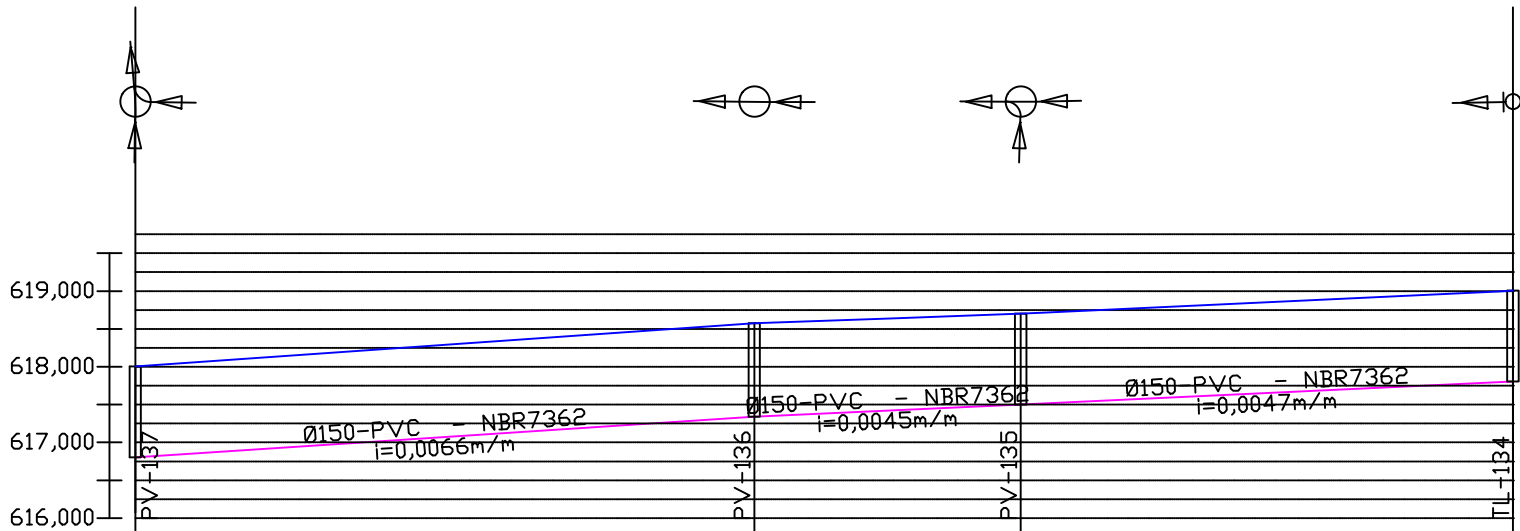 619,000
618,000
617,000
616,000
Ø150-PVC - NBR7362
i=0,0066m/m
Ø150-PVC - NBR7362
i=0,0045m/m
Ø150-PVC - NBR7362
i=0,0047m/m
PV-137
PV-136
PV-135
TL-134